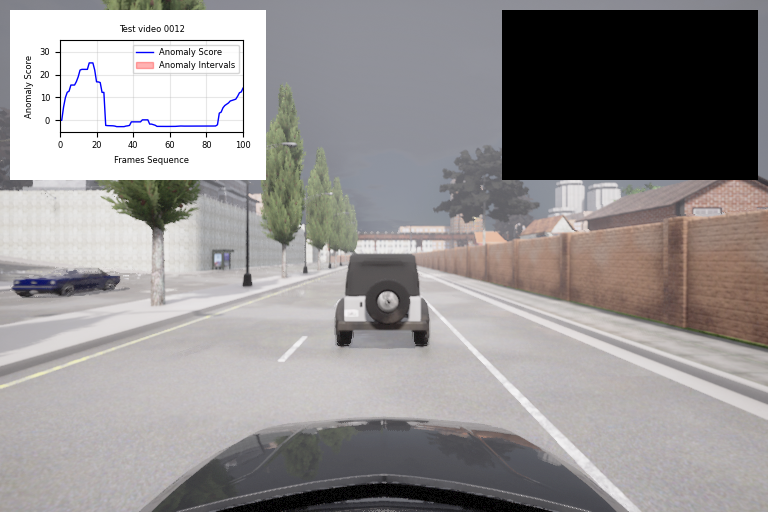 Test video 0012
Anomaly Score
Anomaly Intervals
30
20
10
0
Anomaly Score
0 20 40 60 80 100
Frames Sequence